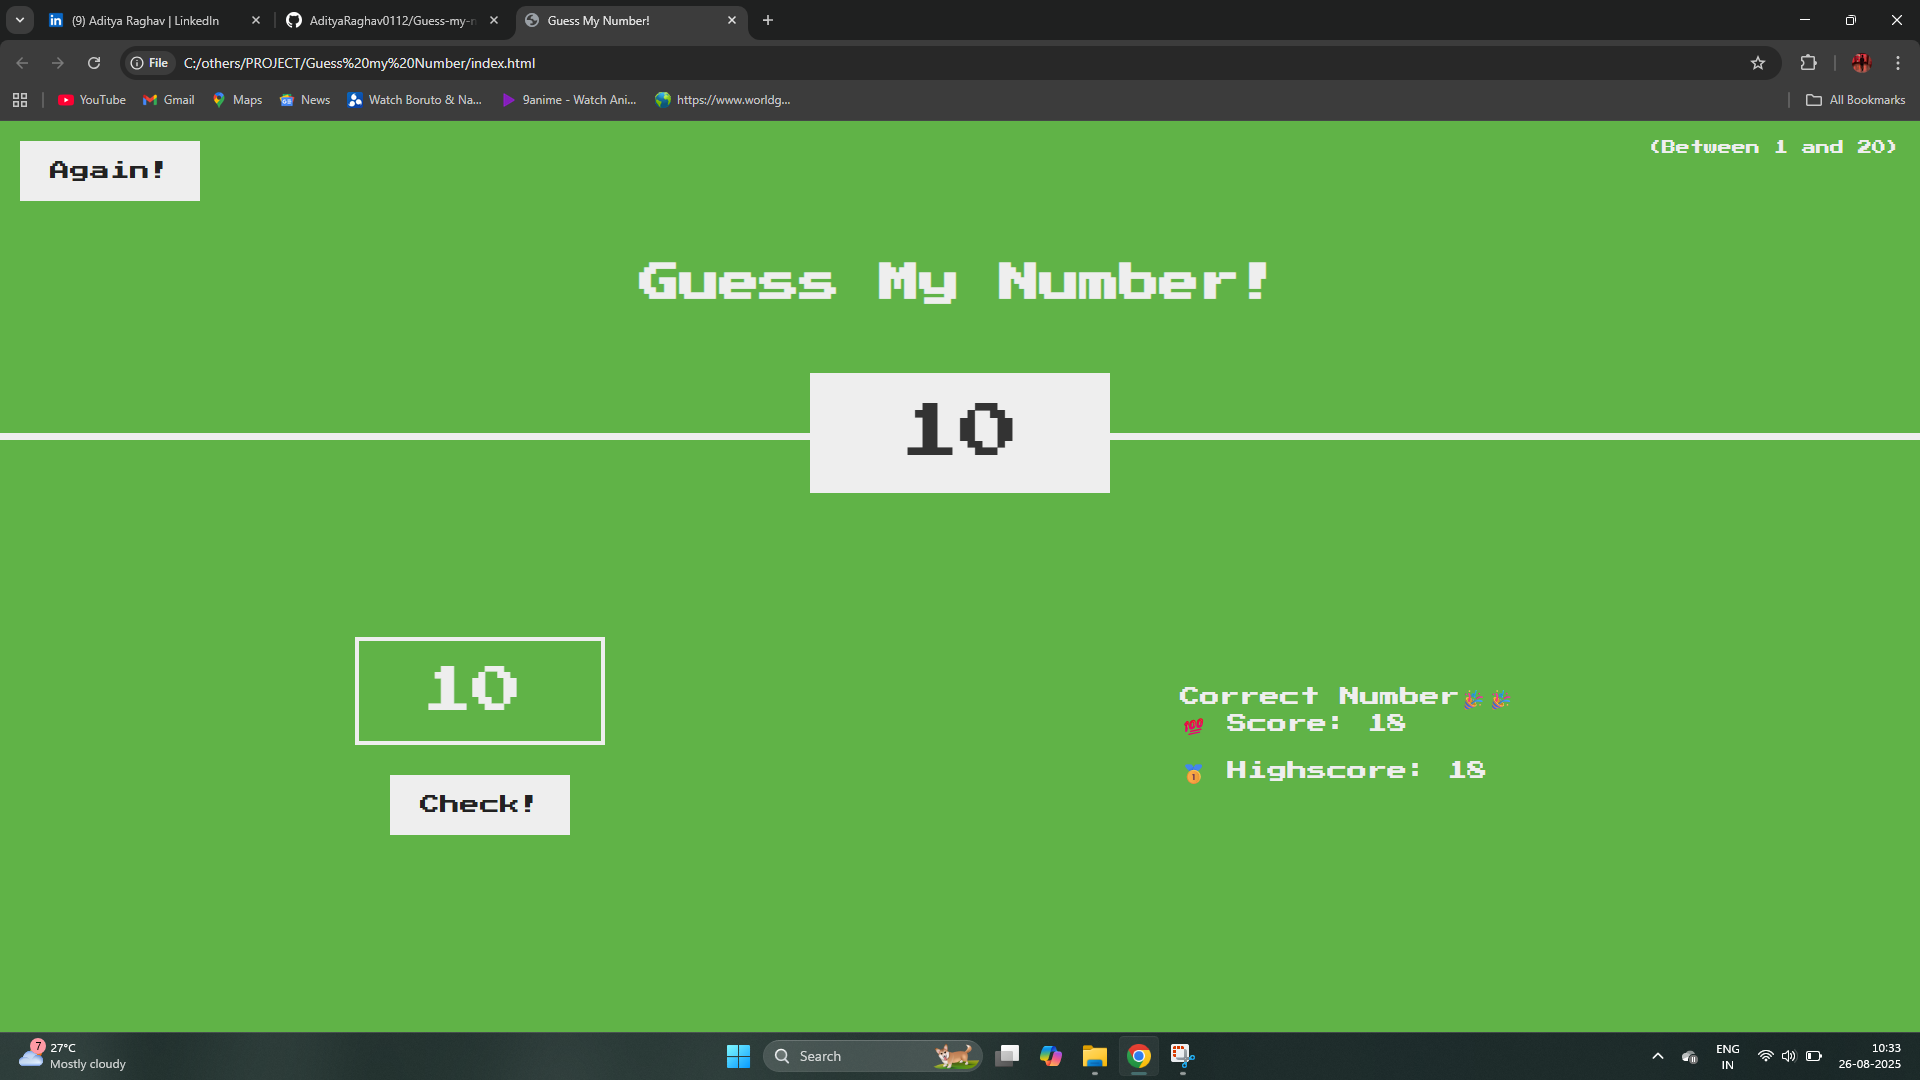 (9) Aditya Raghav | LinkedIn
AdityaRaghav0112/Guess-my-n
Guess My Number!
File
C:/others/PROJECT/Guess%20my%20Number/index.html
YouTube
Gmail
Maps
News
Watch Boruto & Na...
9anime - Watch Ani...
https://www.worldg...
All Bookmarks
Again!
(Between 1 and 20)
Guess My Number!
10
10
Check!
Correct Number🎉🎉
💯 Score: 18
🥇 Highscore: 18
7
27°C
Mostly cloudy
Search
ENG
IN
10:33
26-08-2025